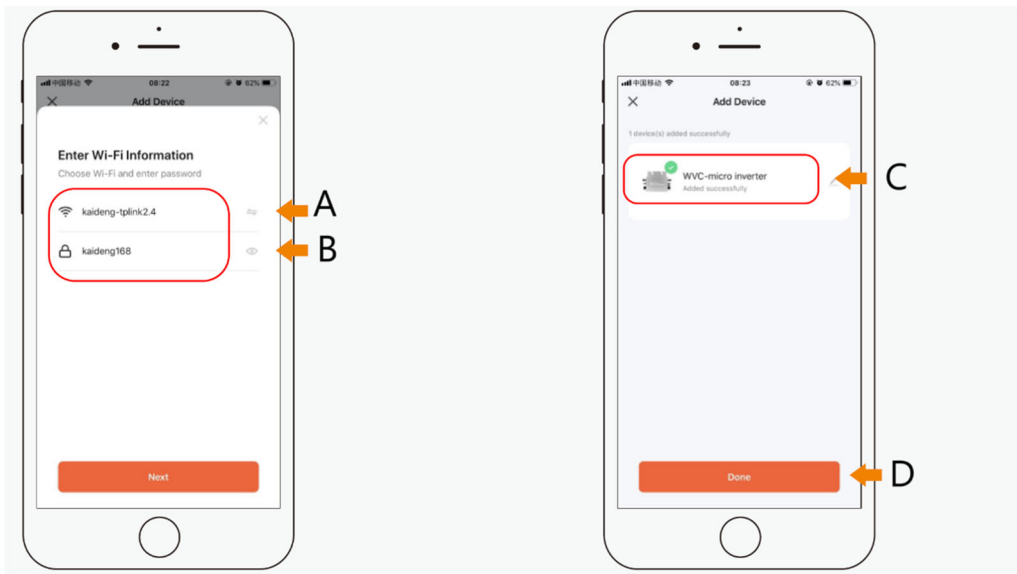 中国移动 08:22 62%
Add Device
Enter Wi-Fi Information
Choose Wi-Fi and enter password
kaideng-tplink2.4
A
kaideng168
B
Next
中国移动 08:23 62%
Add Device
1 device(s) added successfully
WVC-micro inverter
Added successfully
C
Done
D